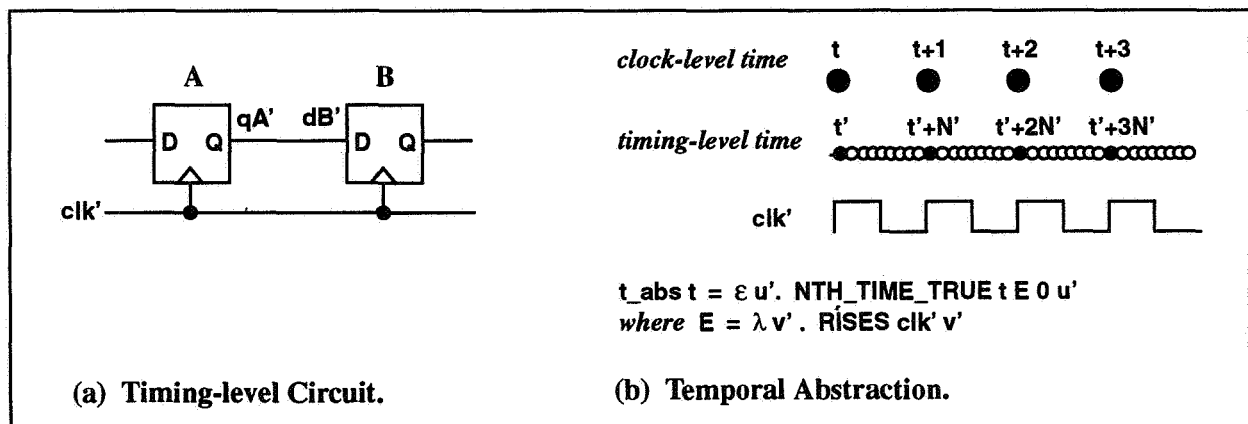 A
B
D Q
qA'
dB'
D Q
clk'
(a) Timing-level Circuit.
clock-level time
t t+1 t+2 t+3
timing-level time
t' t'+N' t'+2N' t'+3N'
clk'
t_abs t = ε u'. NTH_TIME_TRUE t E 0 u'
where E = λ v' . RISES clk' v'
(b) Temporal Abstraction.